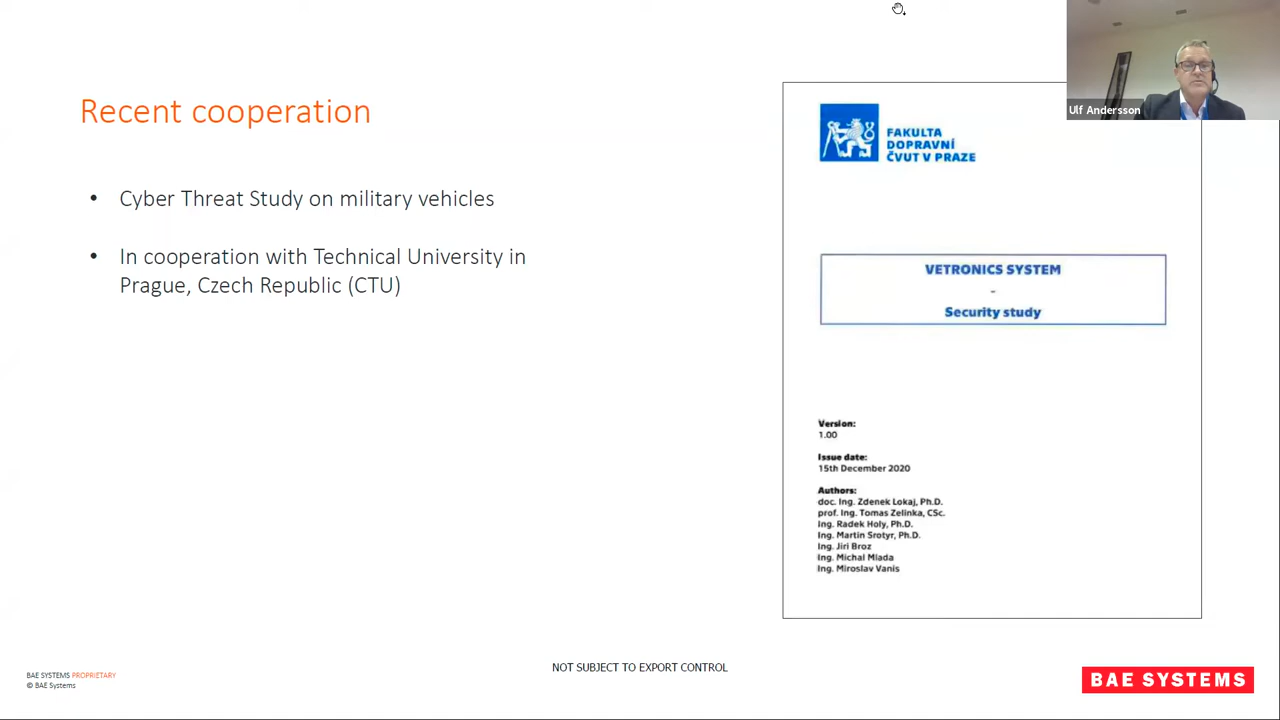 Recent cooperation
• Cyber Threat Study on military vehicles
• In cooperation with Technical University in
Prague, Czech Republic (CTU)
FAKULTA
DOPRAVNÍ
ČVUT V PRAZE
VETRONICS SYSTEM
-
Security study
Version:
1.00
Issue date:
15th December 2020
Authors:
doc. Ing. Zdenek Lokaj, Ph.D.
prof. Ing. Tomas Zelinka, CSc.
Ing. Radek Holy, Ph.D.
Ing. Martin Srotyr, Ph.D.
Ing. Jiri Broz
Ing. Michal Mlada
Ing. Miroslav Vanis
Ulf Andersson
BAE SYSTEMS PROPRIETARY
© BAE Systems
NOT SUBJECT TO EXPORT CONTROL
BAE SYSTEMS